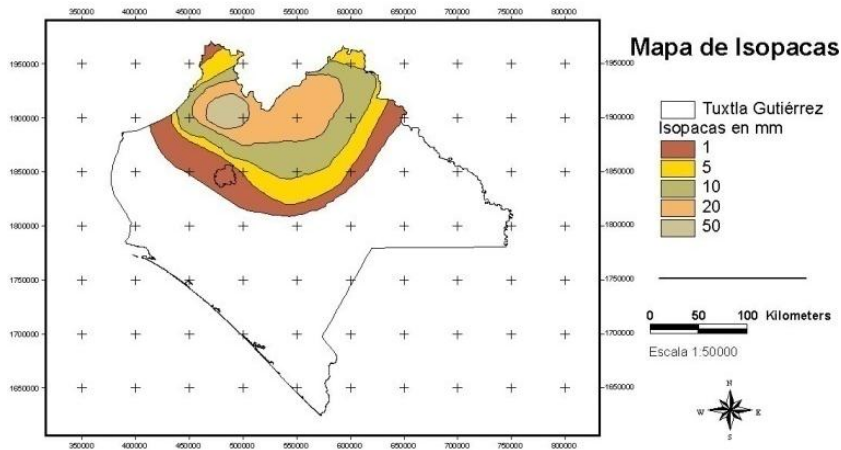 350000 400000 450000 500000 550000 600000 650000 700000 750000 800000
1950000 1950000
1900000 1900000
1850000 1850000
1800000 1800000
1750000 1750000
1700000 1700000
1650000 1650000
350000 400000 450000 500000 550000 600000 650000 700000 750000 800000
Mapa de Isopacas
Tuxtla Gutiérrez
Isopacas en mm
1
5
10
20
50
0 50 100 Kilometers
Escala 1:50000
N
W E
S